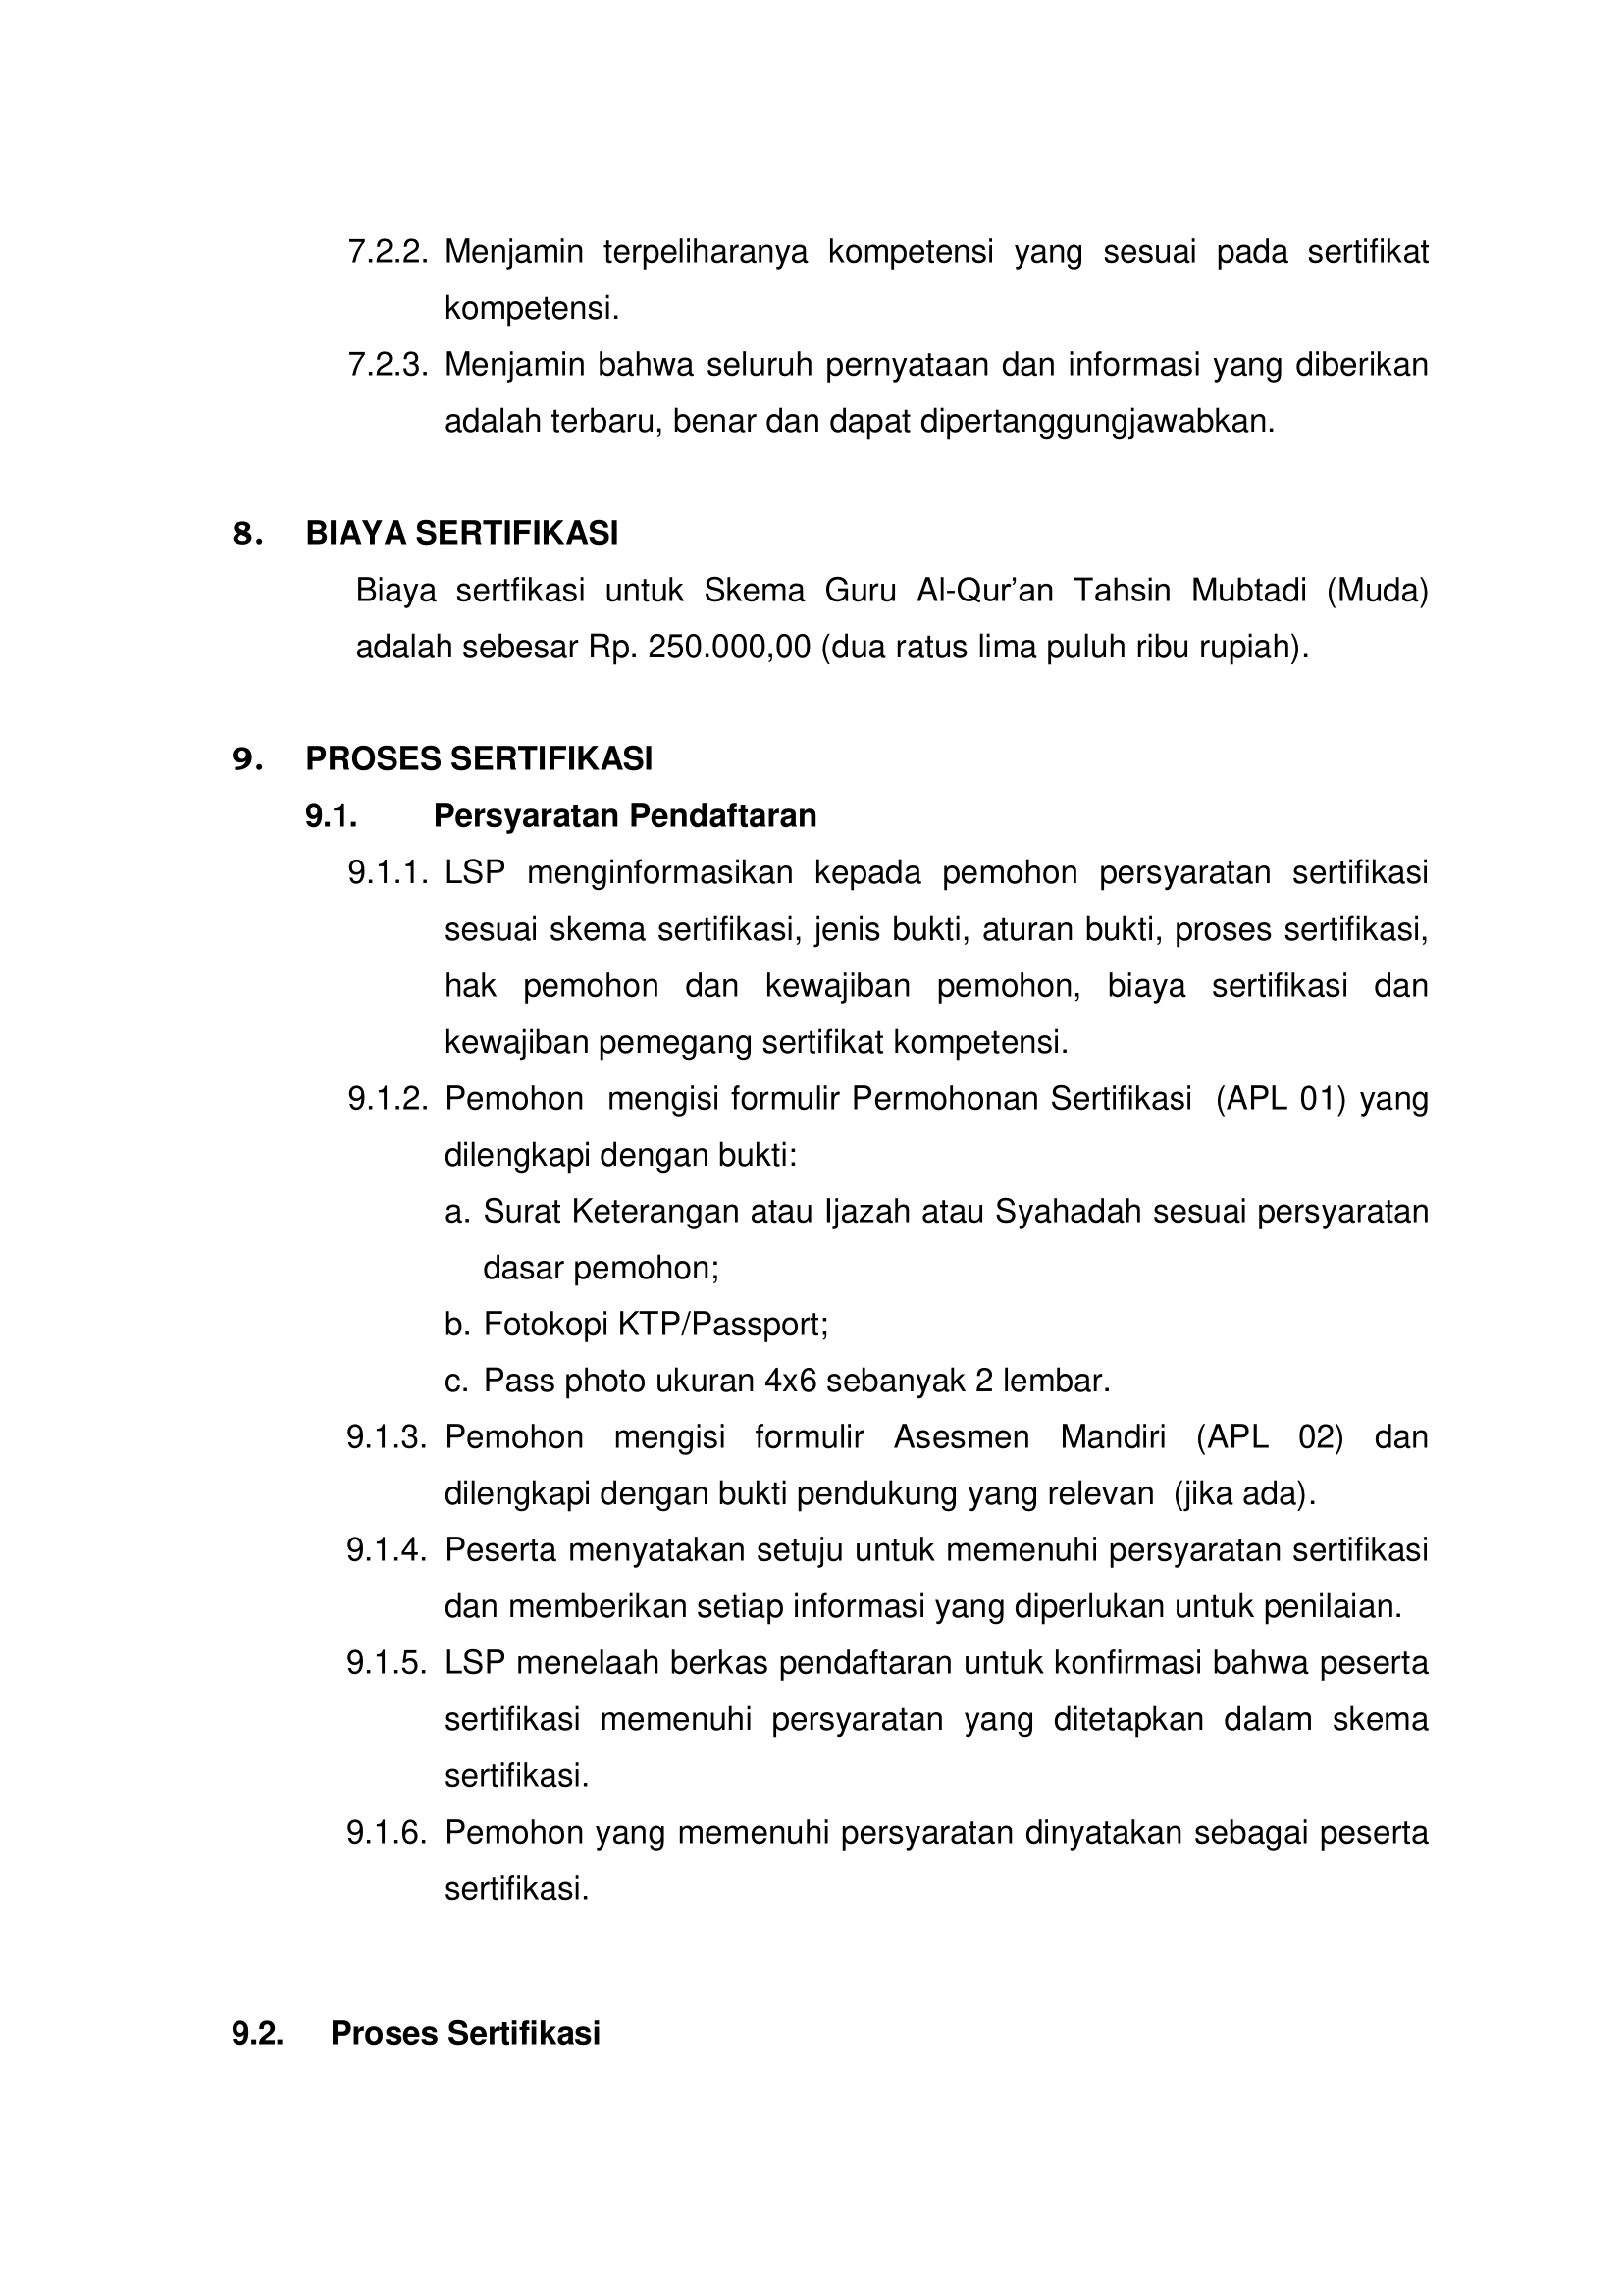 7.2.2. Menjamin terpeliharanya kompetensi yang sesuai pada sertifikat
kompetensi.
7.2.3. Menjamin bahwa seluruh pernyataan dan informasi yang diberikan
adalah terbaru, benar dan dapat dipertanggungjawabkan.
8. BIAYA SERTIFIKASI
Biaya sertfikasi untuk Skema Guru Al-Qur’an Tahsin Mubtadi (Muda)
adalah sebesar Rp. 250.000,00 (dua ratus lima puluh ribu rupiah).
9. PROSES SERTIFIKASI
9.1. Persyaratan Pendaftaran
9.1.1. LSP menginformasikan kepada pemohon persyaratan sertifikasi
sesuai skema sertifikasi, jenis bukti, aturan bukti, proses sertifikasi,
hak pemohon dan kewajiban pemohon, biaya sertifikasi dan
kewajiban pemegang sertifikat kompetensi.
9.1.2. Pemohon mengisi formulir Permohonan Sertifikasi (APL 01) yang
dilengkapi dengan bukti:
a. Surat Keterangan atau Ijazah atau Syahadah sesuai persyaratan
dasar pemohon;
b. Fotokopi KTP/Passport;
c. Pass photo ukuran 4x6 sebanyak 2 lembar.
9.1.3. Pemohon mengisi formulir Asesmen Mandiri (APL 02) dan
dilengkapi dengan bukti pendukung yang relevan (jika ada).
9.1.4. Peserta menyatakan setuju untuk memenuhi persyaratan sertifikasi
dan memberikan setiap informasi yang diperlukan untuk penilaian.
9.1.5. LSP menelaah berkas pendaftaran untuk konfirmasi bahwa peserta
sertifikasi memenuhi persyaratan yang ditetapkan dalam skema
sertifikasi.
9.1.6. Pemohon yang memenuhi persyaratan dinyatakan sebagai peserta
sertifikasi.
9.2. Proses Sertifikasi